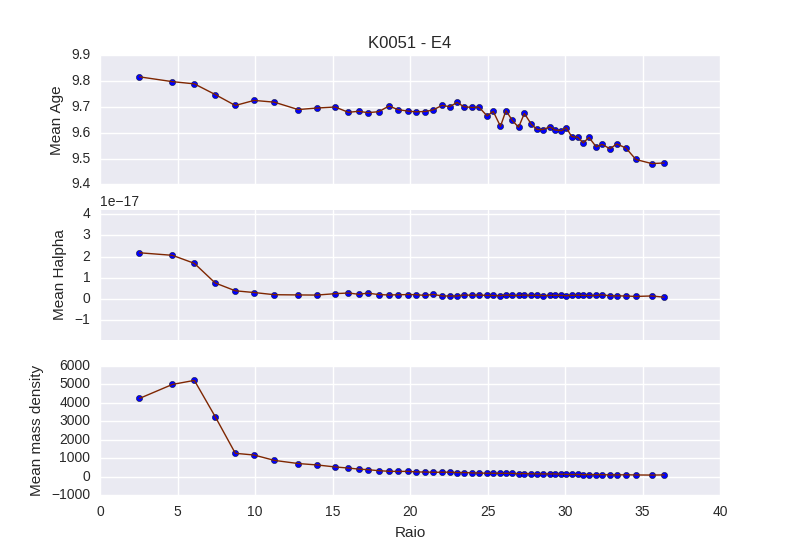 K0051 - E4
9.9
9.8
9.7
9.6
9.5
9.4
Mean Age
1e−17
4
3
2
1
0
−1
Mean Halpha
6000
5000
4000
3000
2000
1000
0
−1000
Mean mass density
0 5 10 15 20 25 30 35 40
Raio